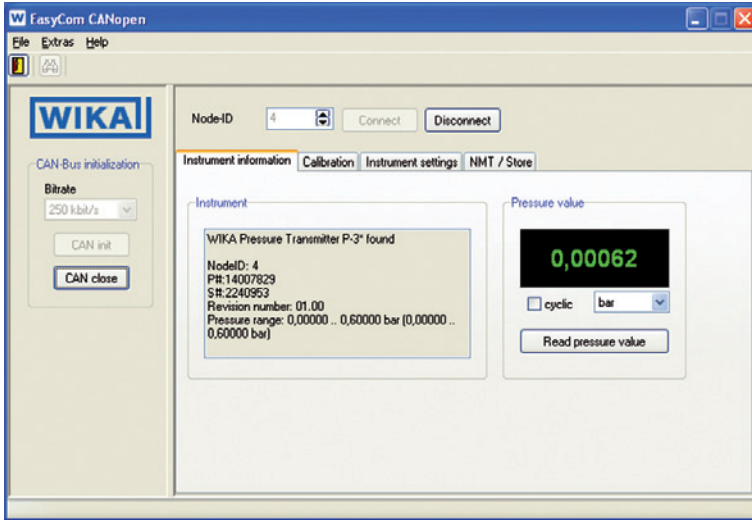 EasyCom CANopen
File Extras Help
WIKA
CAN-Bus initialization
Bitrate
250 kbit/s
CAN init
CAN close
Node-ID 4 Connect Disconnect
Instrument information Calibration Instrument settings NMT / Store
Instrument
WIKA Pressure Transmitter P-3* found
NodeID: 4
P#:14007829
S#:2240953
Revision number: 01.00
Pressure range: 0,00000 .. 0,60000 bar (0,00000 ..
0,60000 bar)
Pressure value
0,00062
cyclic bar
Read pressure value